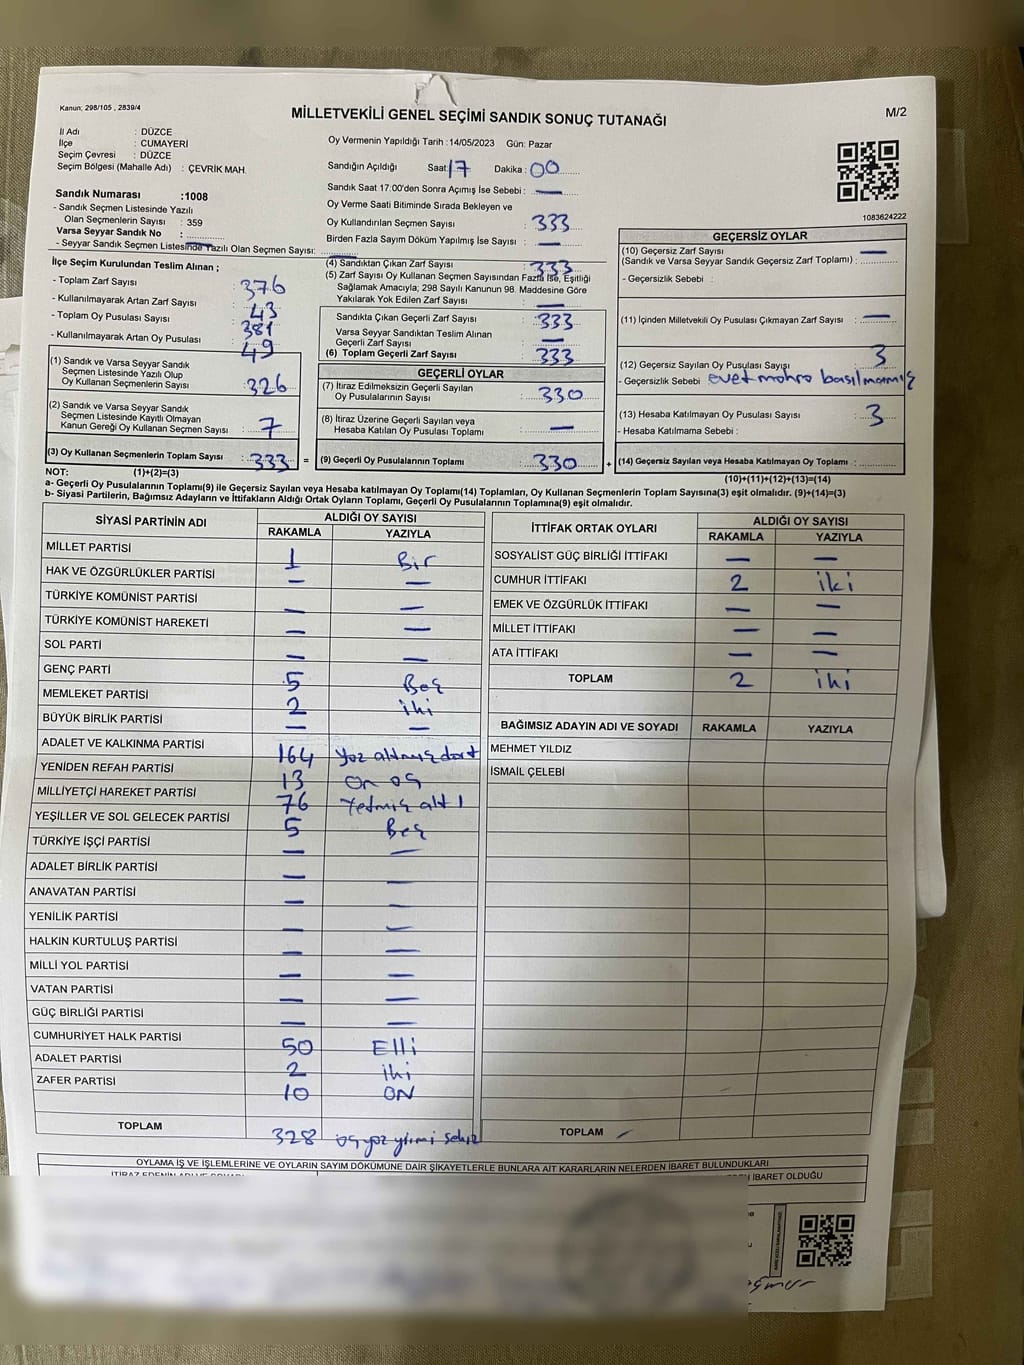 Kanun; 298/105 , 2839/4
MİLLETVEKİLİ GENEL SEÇİMİ SANDIK SONUÇ TUTANAĞI
M/2
İl Adı : DÜZCE
İlçe : CUMAYERİ
Seçim Çevresi : DÜZCE
Seçim Bölgesi (Mahalle Adı) : ÇEVRİK MAH.
Sandık Numarası :1008
- Sandık Seçmen Listesinde Yazılı
Olan Seçmenlerin Sayısı : 359
Varsa Seyyar Sandık No : —
- Seyyar Sandık Seçmen Listesinde Yazılı Olan Seçmen Sayısı:
Oy Vermenin Yapıldığı Tarih :14/05/2023 Gün: Pazar
Sandığın Açıldığı Saat: 17 Dakika : 00
Sandık Saat 17:00'den Sonra Açımış İse Sebebi : —
Oy Verme Saati Bitiminde Sırada Bekleyen ve
Oy Kullandırılan Seçmen Sayısı : 333
Birden Fazla Sayım Döküm Yapılmış İse Sayısı : —
1083624222
İlçe Seçim Kurulundan Teslim Alınan ;
- Toplam Zarf Sayısı : 376
- Kullanılmayarak Artan Zarf Sayısı : 43
- Toplam Oy Pusulası Sayısı : 381
- Kullanılmayarak Artan Oy Pusulası : 49
(1) Sandık ve Varsa Seyyar Sandık
Seçmen Listesinde Yazılı Olup
Oy Kullanan Seçmenlerin Sayısı : 326
(2) Sandık ve Varsa Seyyar Sandık
Seçmen Listesinde Kayıtlı Olmayan
Kanun Gereği Oy Kullanan Seçmen Sayısı : 7
(3) Oy Kullanan Seçmenlerin Toplam Sayısı : 333 =
(4) Sandıktan Çıkan Zarf Sayısı : 333
(5) Zarf Sayısı Oy Kullanan Seçmen Sayısından Fazla İse, Eşitliği
Sağlamak Amacıyla; 298 Sayılı Kanunun 98. Maddesine Göre
Yakılarak Yok Edilen Zarf Sayısı : —
Sandıkta Çıkan Geçerli Zarf Sayısı : 333
Varsa Seyyar Sandıktan Teslim Alınan
Geçerli Zarf Sayısı : —
(6) Toplam Geçerli Zarf Sayısı : 333
GEÇERLİ OYLAR
(7) İtiraz Edilmeksizin Geçerli Sayılan
Oy Pusulalarının Sayısı : 330
(8) İtiraz Üzerine Geçerli Sayılan veya
Hesaba Katılan Oy Pusulası Toplamı : —
(9) Geçerli Oy Pusulalarının Toplamı : 330 +
GEÇERSİZ OYLAR
(10) Geçersiz Zarf Sayısı
(Sandık ve Varsa Seyyar Sandık Geçersiz Zarf Toplamı) : —
- Geçersizlik Sebebi :
(11) İçinden Milletvekili Oy Pusulası Çıkmayan Zarf Sayısı : —
(12) Geçersiz Sayılan Oy Pusulası Sayısı : 3
- Geçersizlik Sebebi : evet mohro basılmamış
(13) Hesaba Katılmayan Oy Pusulası Sayısı : 3
- Hesaba Katılmama Sebebi :
(14) Geçersiz Sayılan veya Hesaba Katılmayan Oy Toplamı :
NOT: (1)+(2)=(3)
(10)+(11)+(12)+(13)=(14)
a- Geçerli Oy Pusulalarının Toplamı(9) ile Geçersiz Sayılan veya Hesaba katılmayan Oy Toplamı(14) Toplamları, Oy Kullanan Seçmenlerin Toplam Sayısına(3) eşit olmalıdır. (9)+(14)=(3)
b- Siyasi Partilerin, Bağımsız Adayların ve İttifakların Aldığı Ortak Oyların Toplamı, Geçerli Oy Pusulalarının Toplamına(9) eşit olmalıdır.
SİYASİ PARTİNİN ADI ALDIĞI OY SAYISI
RAKAMLA YAZIYLA
MİLLET PARTİSİ 1 Bir
HAK VE ÖZGÜRLÜKLER PARTİSİ — —
TÜRKİYE KOMÜNİST PARTİSİ — —
TÜRKİYE KOMÜNİST HAREKETİ — —
SOL PARTİ — —
GENÇ PARTİ 5 Beş
MEMLEKET PARTİSİ 2 iki
BÜYÜK BİRLİK PARTİSİ — —
ADALET VE KALKINMA PARTİSİ 164 yoz altmış dort
YENİDEN REFAH PARTİSİ 13 on oç
MİLLİYETÇİ HAREKET PARTİSİ 76 Yetmiş altı
YEŞİLLER VE SOL GELECEK PARTİSİ 5 Beş
TÜRKİYE İŞÇİ PARTİSİ — —
ADALET BİRLİK PARTİSİ — —
ANAVATAN PARTİSİ — —
YENİLİK PARTİSİ — —
HALKIN KURTULUŞ PARTİSİ — —
MİLLİ YOL PARTİSİ — —
VATAN PARTİSİ — —
GÜÇ BİRLİĞİ PARTİSİ — —
CUMHURİYET HALK PARTİSİ 50 Elli
ADALET PARTİSİ 2 iki
ZAFER PARTİSİ 10 ON
TOPLAM 328 oçyoz yirmi sekiz
İTTİFAK ORTAK OYLARI ALDIĞI OY SAYISI
RAKAMLA YAZIYLA
SOSYALİST GÜÇ BİRLİĞİ İTTİFAKI — —
CUMHUR İTTİFAKI 2 iki
EMEK VE ÖZGÜRLÜK İTTİFAKI — —
MİLLET İTTİFAKI — —
ATA İTTİFAKI — —
TOPLAM 2 iki
BAĞIMSIZ ADAYIN ADI VE SOYADI RAKAMLA YAZIYLA
MEHMET YILDIZ
İSMAİL ÇELEBİ
TOPLAM —
OYLAMA İŞ VE İŞLEMLERİNE VE OYLARIN SAYIM DÖKÜMÜNE DAİR ŞİKAYETLERLE BUNLARA AİT KARARLARIN NELERDEN İBARET BULUNDUKLARI
İBARET OLDUĞU